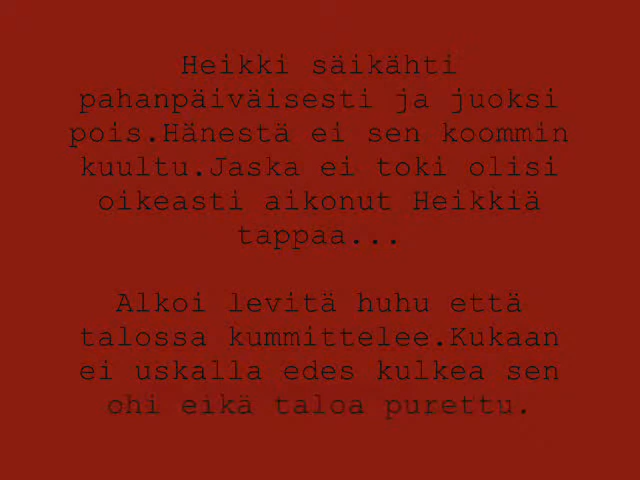 Heikki säikähti
pahanpäiväisesti ja juoksi
pois.Hänestä ei sen koommin
kuultu.Jaska ei toki olisi
oikeasti aikonut Heikkiä
tappaa...
Alkoi levitä huhu että
talossa kummittelee.Kukaan
ei uskalla edes kulkea sen
ohi eikä taloa purettu.